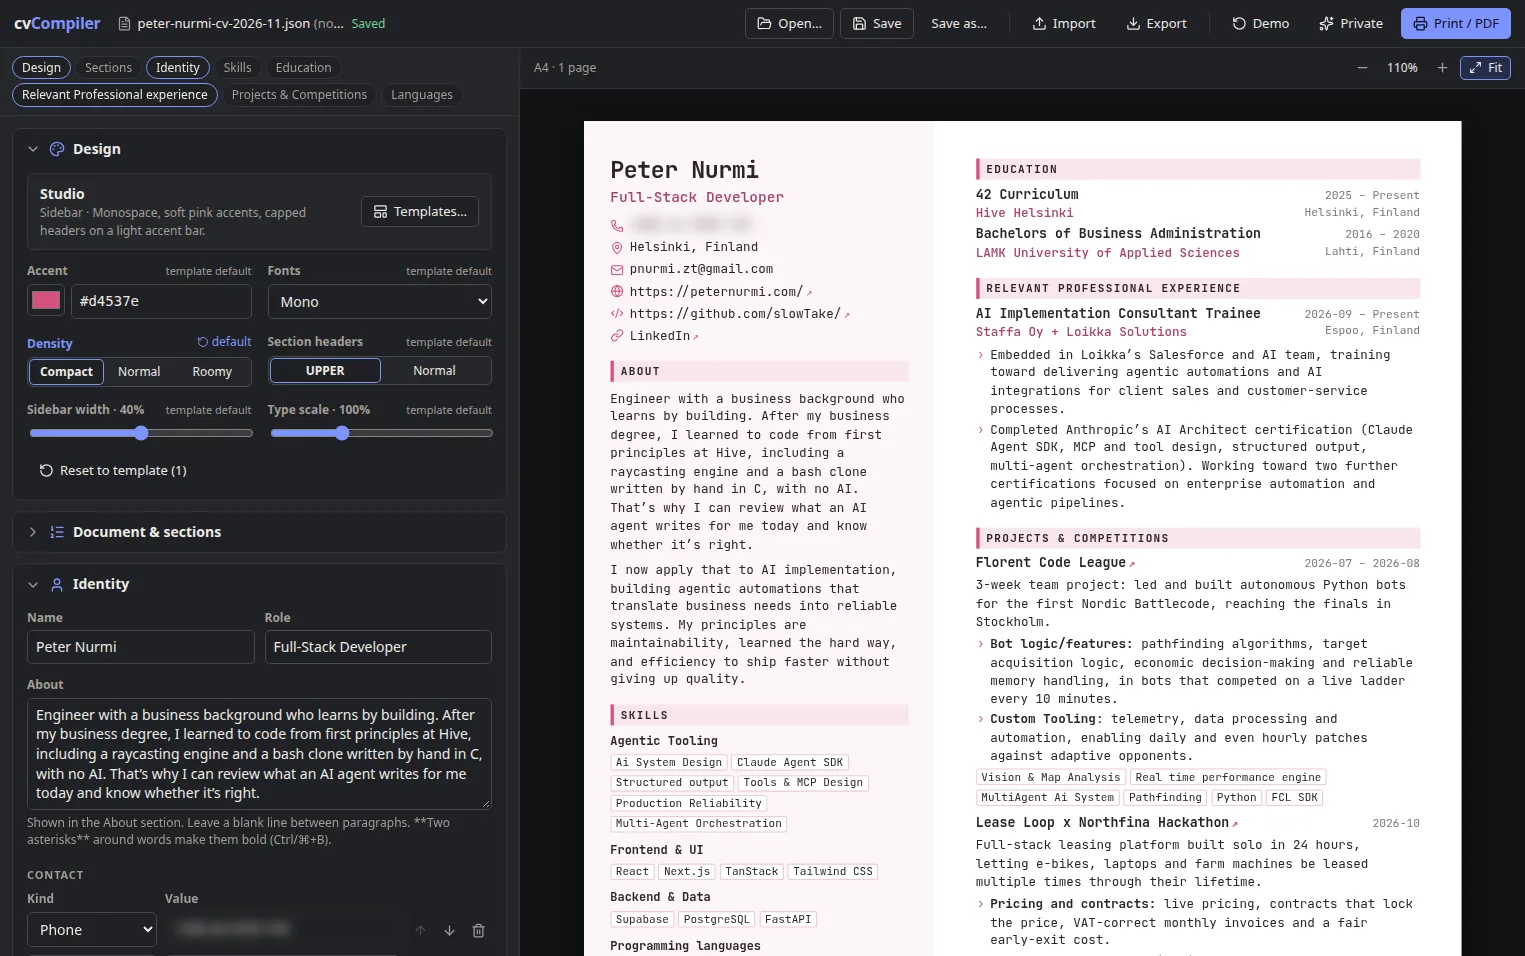 cvCompiler
peter-nurmi-cv-2026-11.json (no... Saved
Open...
Save
Save as...
Import
Export
Demo
Private
Print / PDF
Design
Sections
Identity
Skills
Education
Relevant Professional experience
Projects & Competitions
Languages
Design
Studio
Sidebar · Monospace, soft pink accents, capped
headers on a light accent bar.
Templates...
Accent
template default
#d4537e
Fonts
template default
Mono
Density
default
Compact
Normal
Roomy
Section headers
template default
UPPER
Normal
Sidebar width · 40%
template default
Type scale · 100%
template default
Reset to template (1)
Document & sections
Identity
Name
Peter Nurmi
Role
Full-Stack Developer
About
Engineer with a business background who learns by building. After
my business degree, I learned to code from first principles at Hive,
including a raycasting engine and a bash clone written by hand in C,
with no AI. That's why I can review what an AI agent writes for me
today and know whether it's right.
Shown in the About section. Leave a blank line between paragraphs. **Two
asterisks** around words make them bold (Ctrl/⌘+B).
CONTACT
Kind
Value
Phone
A4 · 1 page
110%
Fit
Peter Nurmi
Full-Stack Developer
Helsinki, Finland
pnurmi.zt@gmail.com
https://peternurmi.com/
https://github.com/slowTake/
LinkedIn
ABOUT
Engineer with a business background who
learns by building. After my business
degree, I learned to code from first
principles at Hive, including a
raycasting engine and a bash clone
written by hand in C, with no AI.
That's why I can review what an AI
agent writes for me today and know
whether it's right.
I now apply that to AI implementation,
building agentic automations that
translate business needs into reliable
systems. My principles are
maintainability, learned the hard way,
and efficiency to ship faster without
giving up quality.
SKILLS
Agentic Tooling
Ai System Design
Claude Agent SDK
Structured output
Tools & MCP Design
Production Reliability
Multi-Agent Orchestration
Frontend & UI
React
Next.js
TanStack
Tailwind CSS
Backend & Data
Supabase
PostgreSQL
FastAPI
Programming languages
EDUCATION
42 Curriculum
2025 – Present
Hive Helsinki
Helsinki, Finland
Bachelors of Business Administration
2016 – 2020
LAMK University of Applied Sciences
Lahti, Finland
RELEVANT PROFESSIONAL EXPERIENCE
AI Implementation Consultant Trainee
2026-09 – Present
Staffa Oy + Loikka Solutions
Espoo, Finland
› Embedded in Loikka's Salesforce and AI team, training
toward delivering agentic automations and AI
integrations for client sales and customer-service
processes.
› Completed Anthropic's AI Architect certification (Claude
Agent SDK, MCP and tool design, structured output,
multi-agent orchestration). Working toward two further
certifications focused on enterprise automation and
agentic pipelines.
PROJECTS & COMPETITIONS
Florent Code League
2026-07 – 2026-08
3-week team project: led and built autonomous Python bots
for the first Nordic Battlecode, reaching the finals in
Stockholm.
› Bot logic/features: pathfinding algorithms, target
acquisition logic, economic decision-making and reliable
memory handling, in bots that competed on a live ladder
every 10 minutes.
› Custom Tooling: telemetry, data processing and
automation, enabling daily and even hourly patches
against adaptive opponents.
Vision & Map Analysis
Real time performance engine
MultiAgent Ai System
Pathfinding
Python
FCL SDK
Lease Loop x Northfina Hackathon
2026-10
Full-stack leasing platform built solo in 24 hours,
letting e-bikes, laptops and farm machines be leased
multiple times through their lifetime.
› Pricing and contracts: live pricing, contracts that lock
the price, VAT-correct monthly invoices and a fair
early-exit cost.